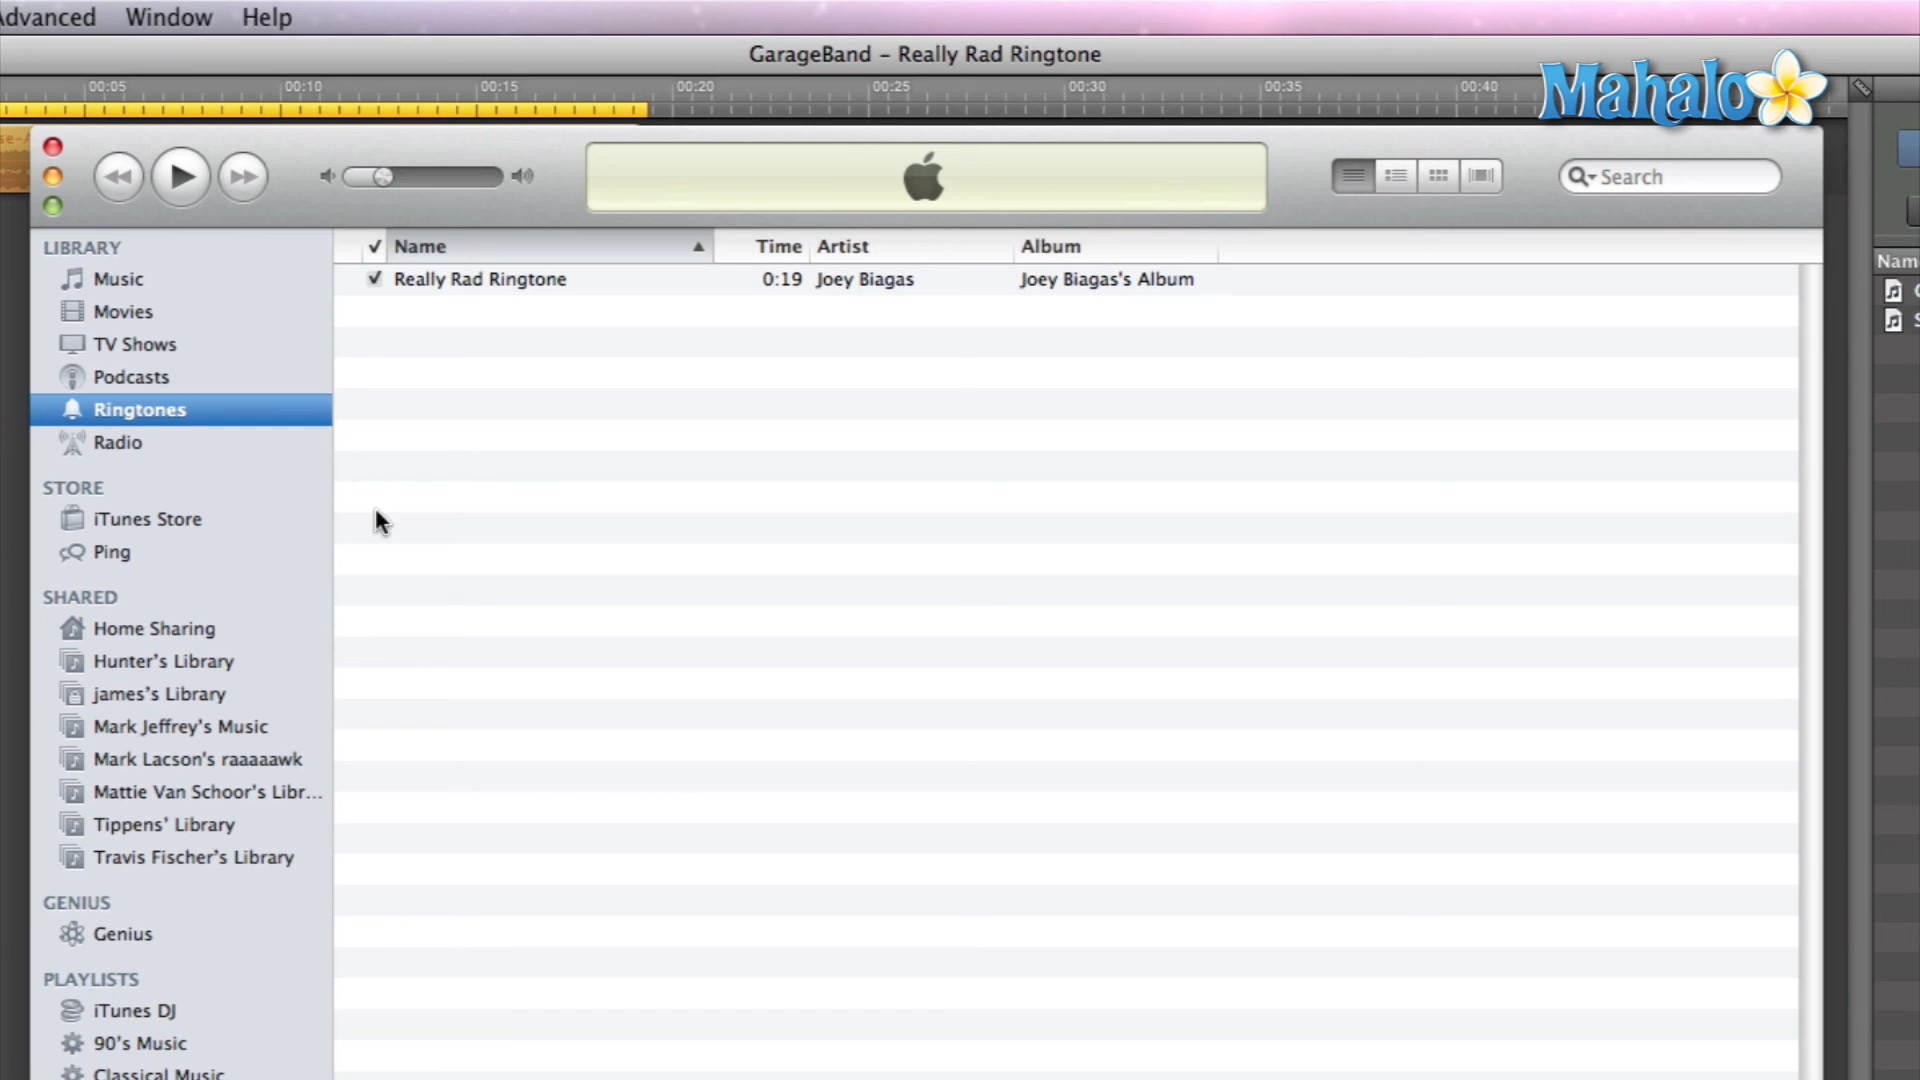 Advanced Window Help
GarageBand – Really Rad Ringtone
00:05 00:10 00:15 00:20 00:25 00:30 00:35 00:40
Mahalo
Search
LIBRARY
Music
Movies
TV Shows
Podcasts
Ringtones
Radio
STORE
iTunes Store
Ping
SHARED
Home Sharing
Hunter's Library
james's Library
Mark Jeffrey's Music
Mark Lacson's raaaaawk
Mattie Van Schoor's Libr...
Tippens' Library
Travis Fischer's Library
GENIUS
Genius
PLAYLISTS
iTunes DJ
90's Music
Classical Music
✓ Name Time Artist Album
✓ Really Rad Ringtone 0:19 Joey Biagas Joey Biagas's Album
Nam